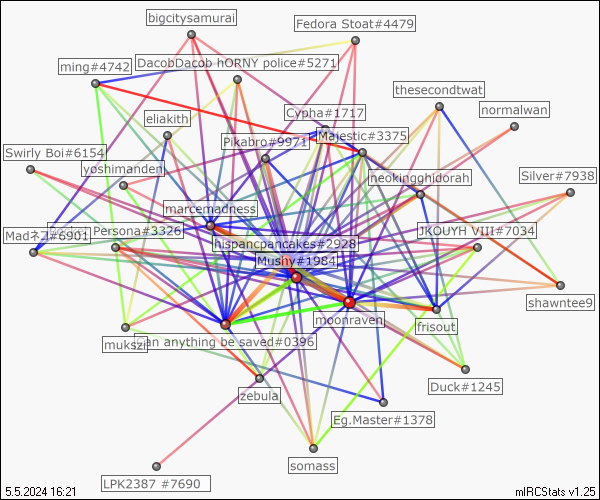 bigcitysamurai
Fedora Stoat#4479
DacobDacob hORNY police#5271
ming#4742
thesecondtwat
normalwan
Cypha#1717
eliakith
Majestic#3375
Pikabro#9971
Swirly Boi#6154
yoshimanden
neokingghidorah
Silver#7938
marcemadness
Persona#3326
JKOUYH VIII#7034
Madネコ#6901
hispancpancakes#2928
Mushy#1984
shawntee9
moonraven
frisout
mukszi
can anything be saved#0396
Duck#1245
zebula
Eg.Master#1378
somass
LPK2387 #7690
5.5.2024 16:21
mIRCStats v1.25